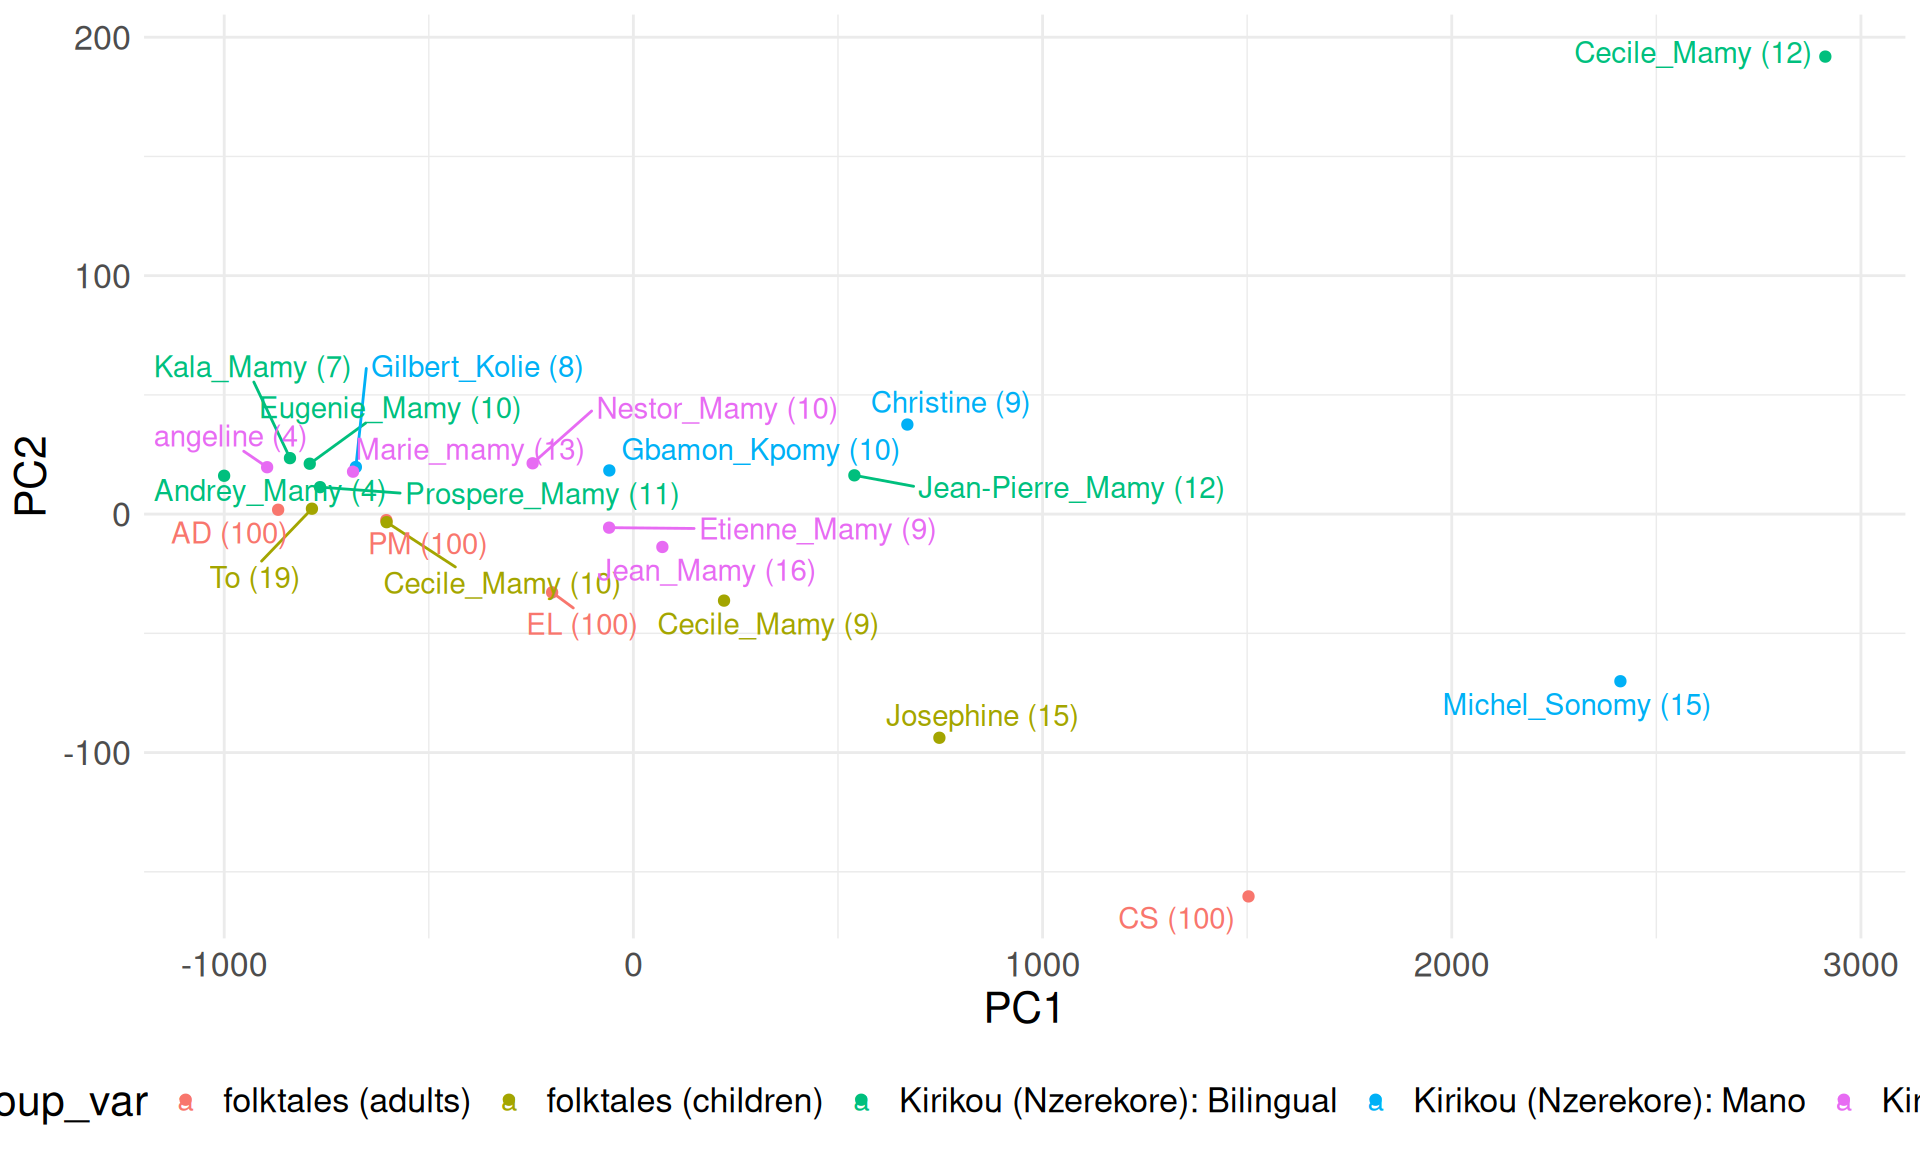 200
Cecile_Mamy (12)
100
Kala_Mamy (7)
Gilbert_Kolie (8)
Christine (9)
Eugenie_Mamy (10)
Nestor_Mamy (10)
angeline (4)
Marie_mamy (13)
Gbamon_Kpomy (10)
PC2
Andrey_Mamy (4)
Prospere_Mamy (11)
Jean-Pierre_Mamy (12)
0
AD (100)
PM (100)
Etienne_Mamy (9)
To (19)
Cecile_Mamy (10)
Jean_Mamy (16)
EL (100)
Cecile_Mamy (9)
Josephine (15)
Michel_Sonomy (15)
-100
CS (100)
-1000 0 1000 2000 3000
PC1
oup_var a folktales (adults) a folktales (children) a Kirikou (Nzerekore): Bilingual a Kirikou (Nzerekore): Mano a Kir